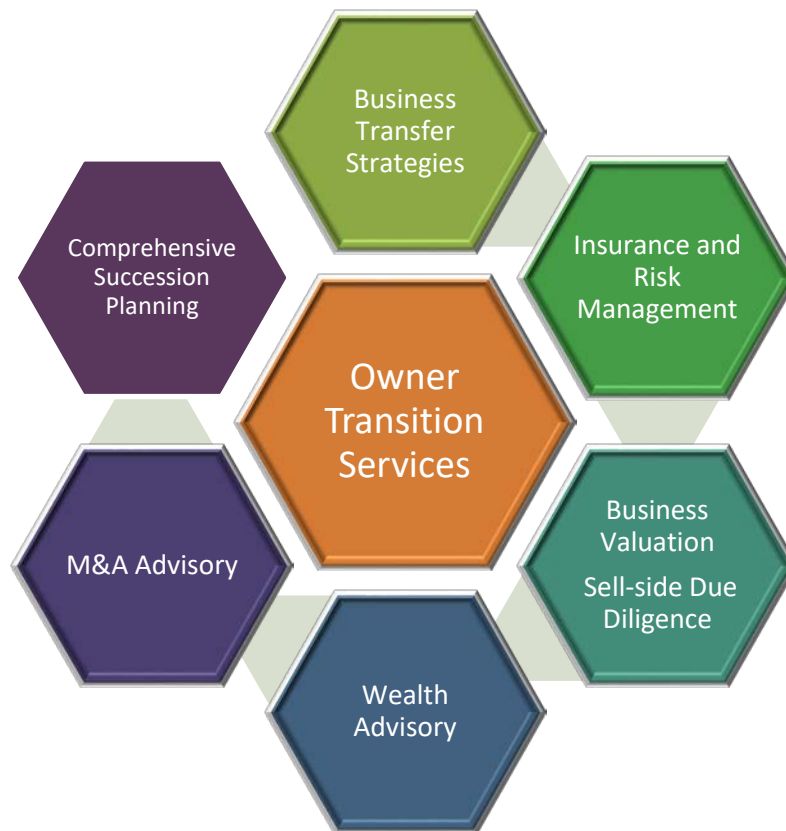 Business
Transfer
Strategies
Comprehensive
Succession
Planning
Insurance and
Risk
Management
Owner
Transition
Services
M&A Advisory
Business
Valuation
Sell-side Due
Diligence
Wealth
Advisory